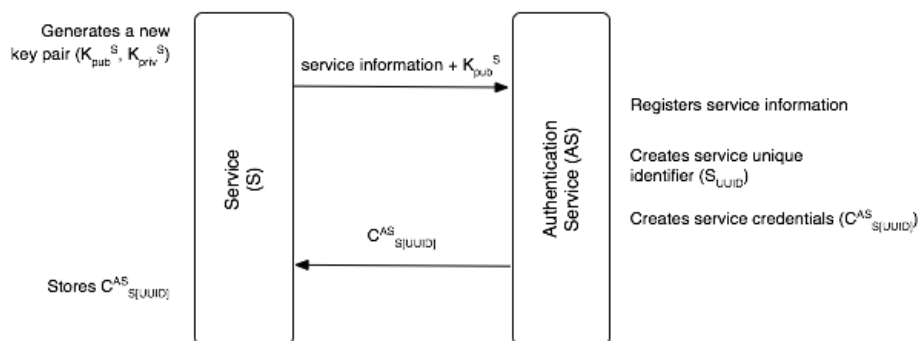 Generates a new
key pair (K_pub^S, K_priv^S)
service information + K_pub^S
Service
(S)
Authentication
Service (AS)
Registers service information
Creates service unique
identifier (S_UUID)
Creates service credentials (C^AS_S[UUID])
C^AS_S[UUID]
Stores C^AS_S[UUID]